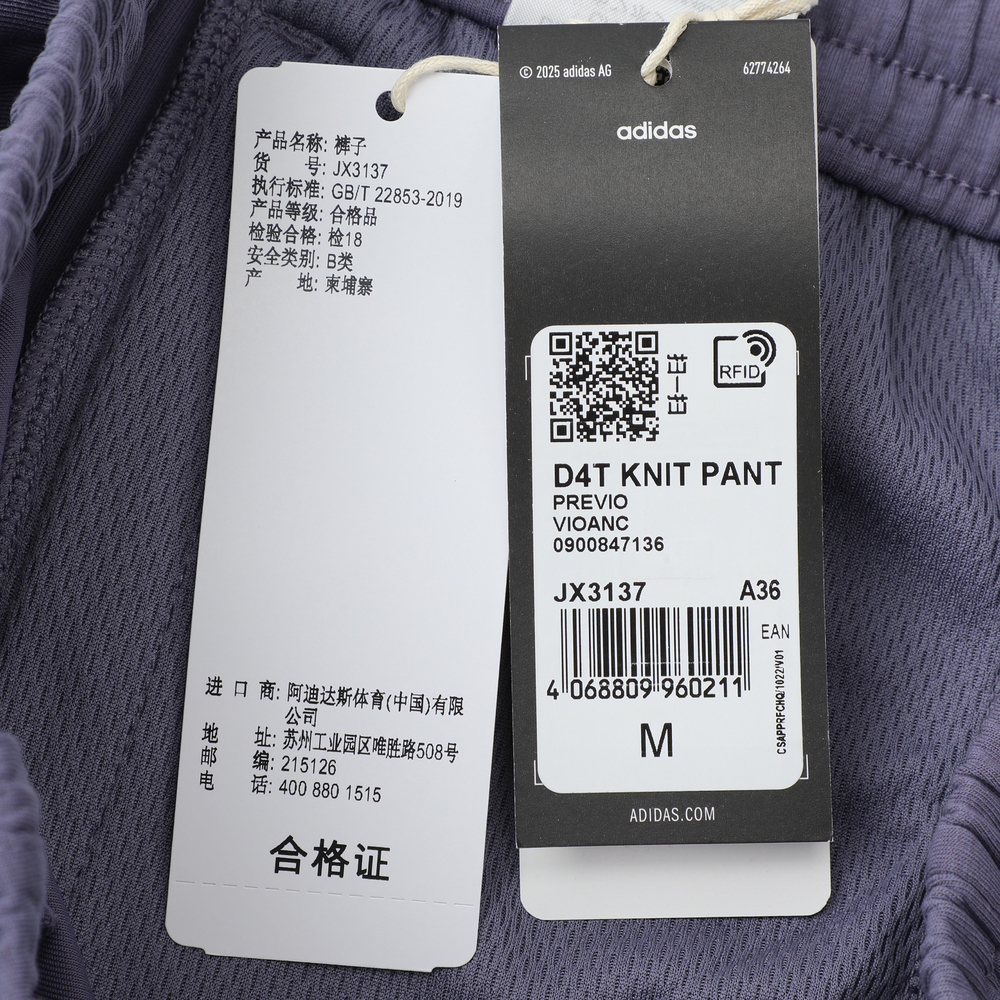 产品名称: 裤子
货 号: JX3137
执行标准: GB/T 22853-2019
产品等级: 合格品
检验合格: 检18
安全类别: B类
产 地: 柬埔寨
进 口 商: 阿迪达斯体育(中国)有限
公司
地 址: 苏州工业园区唯胜路508号
邮 编: 215126
电 话: 400 880 1515
合格证
© 2025 adidas AG
62774264
adidas
RFID
D4T KNIT PANT
PREVIO
VIOANC
0900847136
JX3137 A36
EAN
4 068809 960211
CSAPPRFCHQ/1022/V01
M
ADIDAS.COM